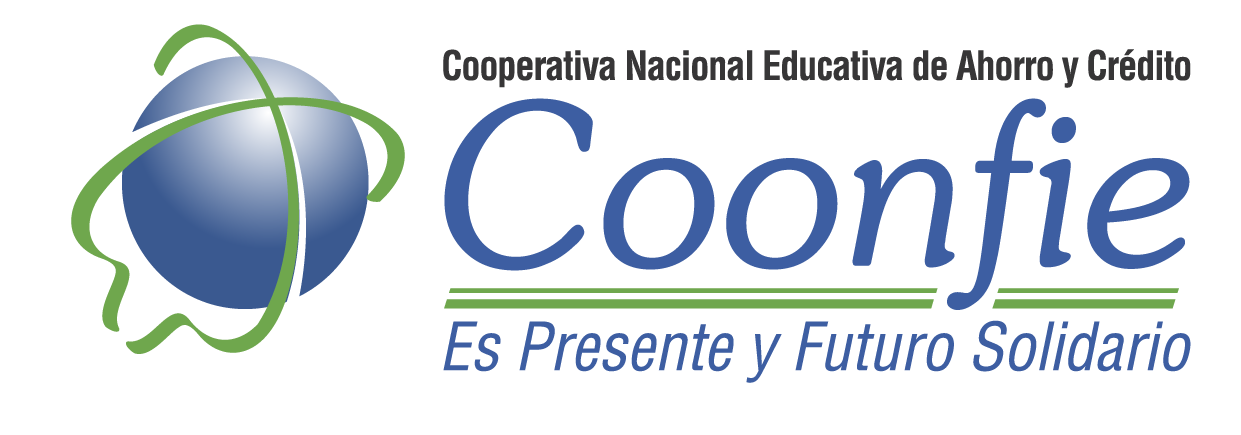 Cooperativa Nacional Educativa de Ahorro y Crédito
Coonfie
Es Presente y Futuro Solidario